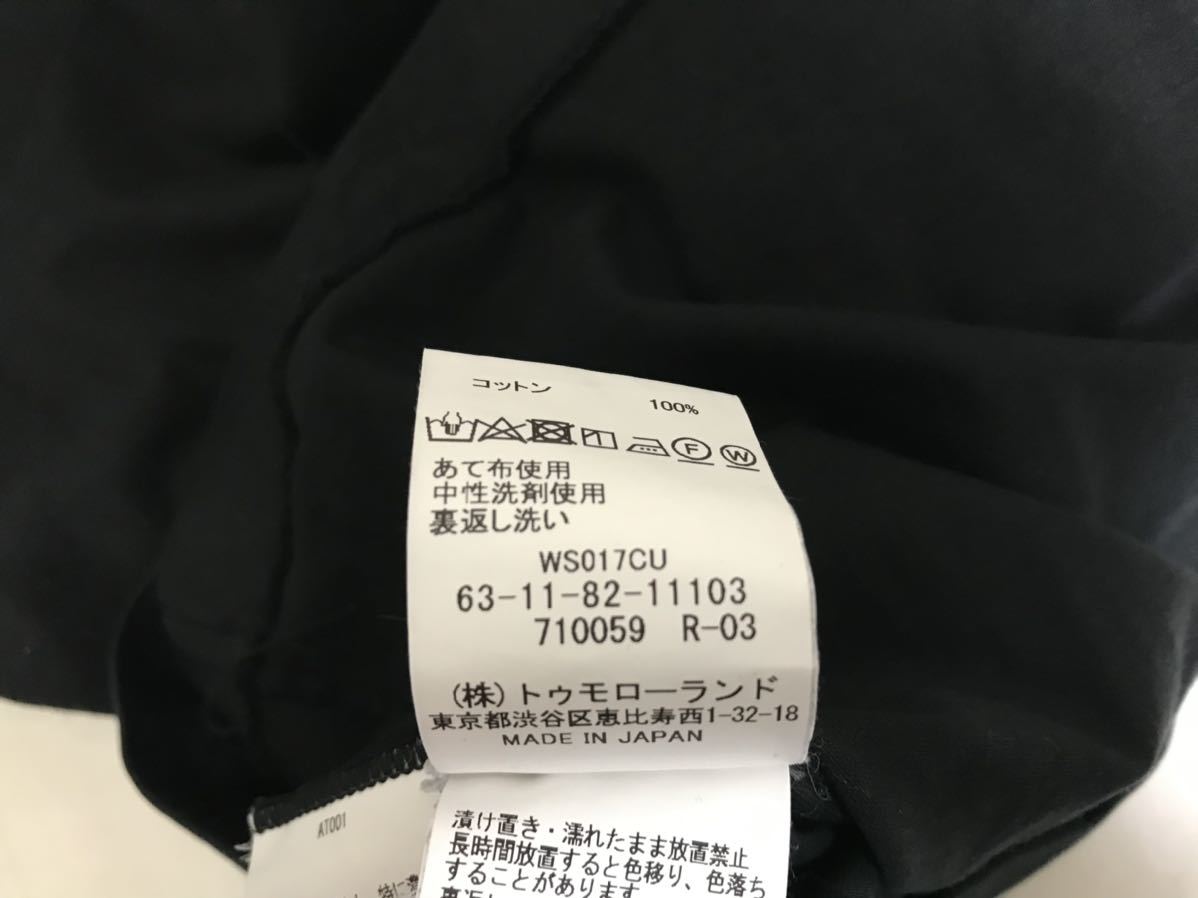 コットン 100%
F W
あて布使用
中性洗剤使用
裏返し洗い
WS017CU
63-11-82-11103
710059 R-03
(株)トゥモローランド
東京都渋谷区恵比寿西1-32-18
MADE IN JAPAN
AT001
漬け置き・濡れたまま放置禁止
長時間放置すると色移り、色落ち
することがあります